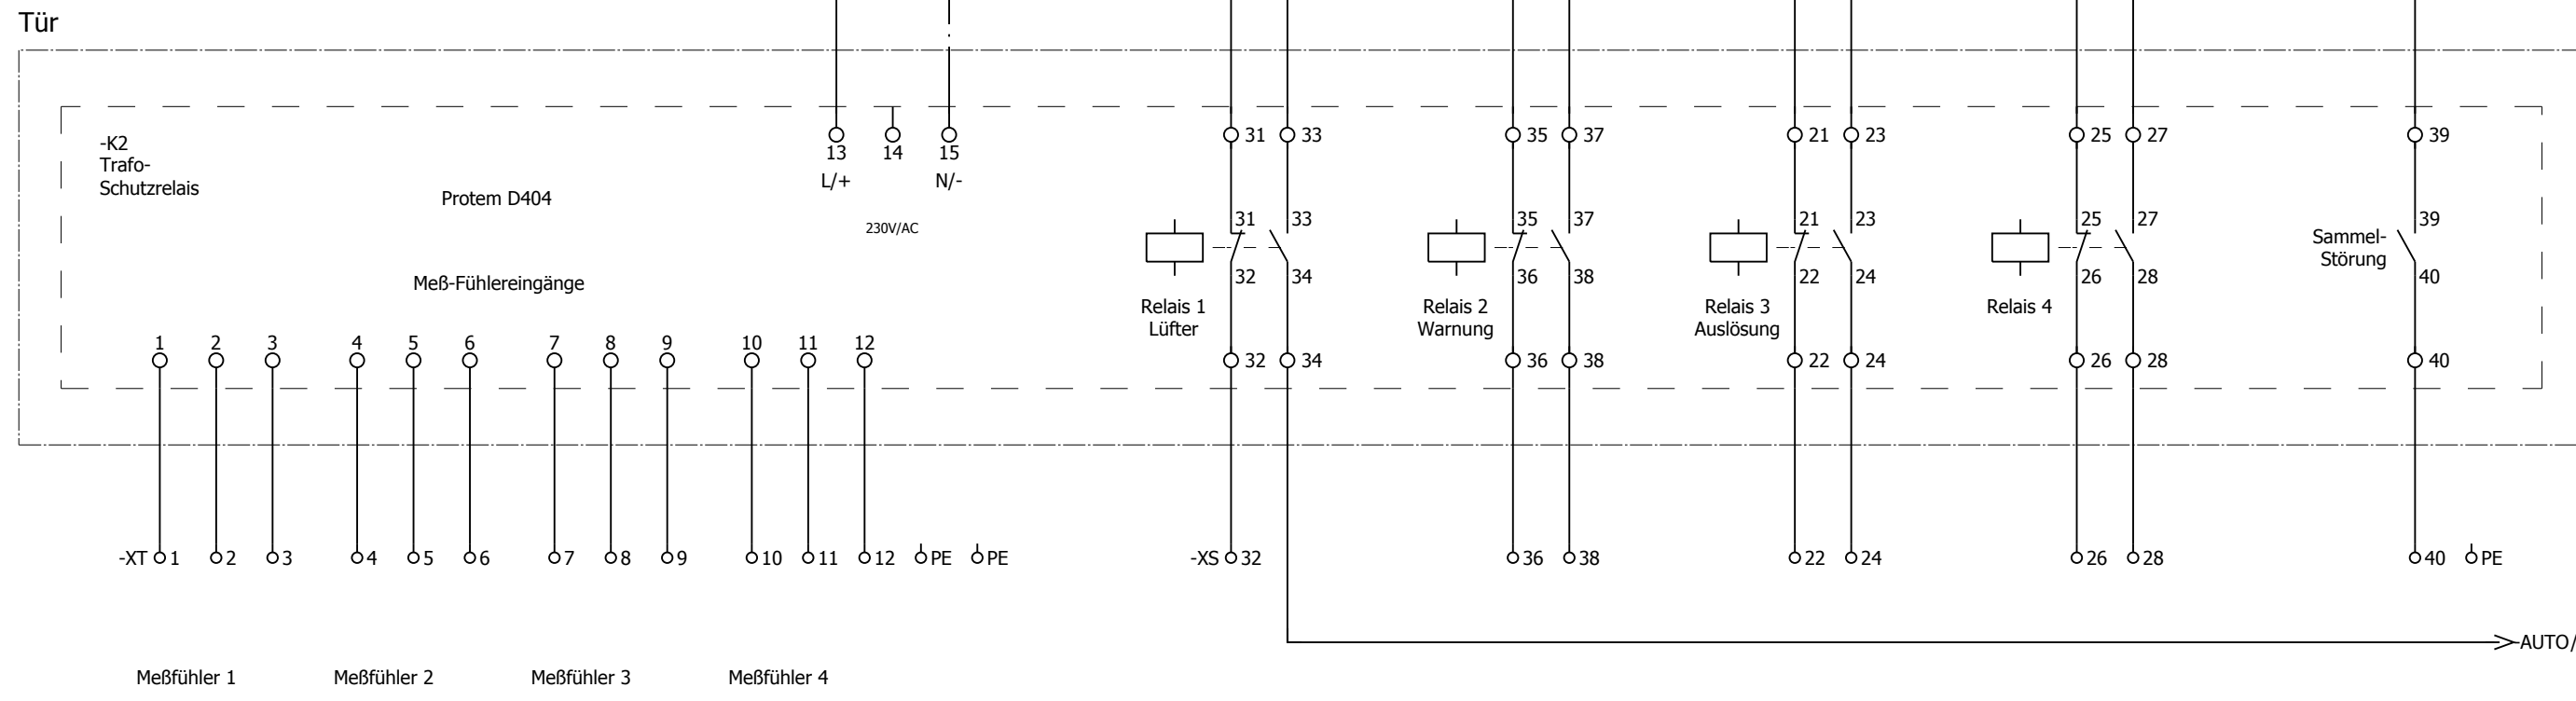 Tür
-K2
Trafo-
Schutzrelais
Protem D404
Meß-Fühlereingänge
13 14 15
L/+ N/-
230V/AC
31 33 35 37 21 23 25 27 39
31 33 35 37 21 23 25 27 39
Sammel-
Störung
32 34 36 38 22 24 26 28 40
Relais 1
Lüfter
Relais 2
Warnung
Relais 3
Auslösung
Relais 4
1 2 3 4 5 6 7 8 9 10 11 12
32 34 36 38 22 24 26 28 40
-XT 1 2 3 4 5 6 7 8 9 10 11 12 PE PE
-XS 32 36 38 22 24 26 28 40 PE
-AUTO/
Meßfühler 1 Meßfühler 2 Meßfühler 3 Meßfühler 4